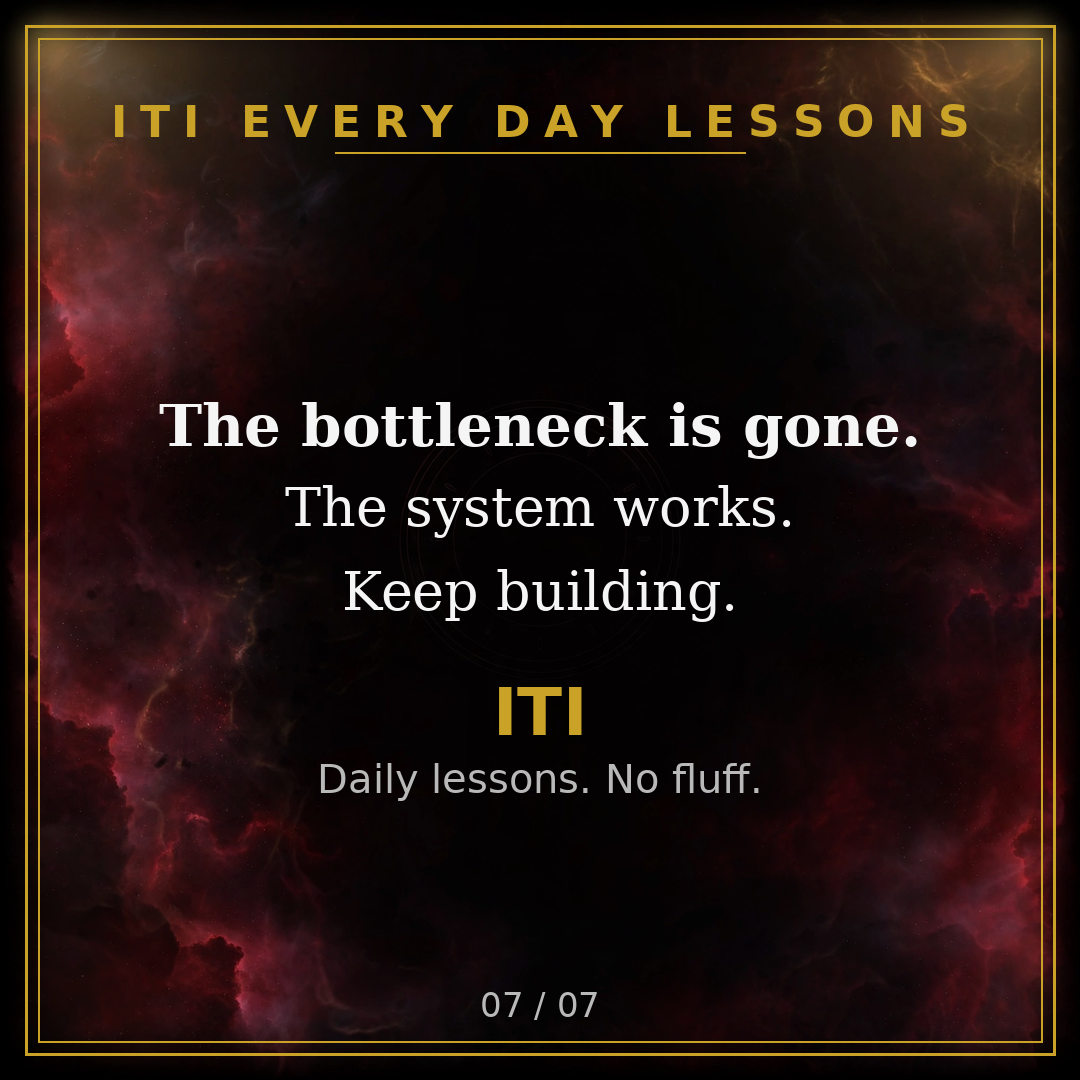 ITI EVERY DAY LESSONS
The bottleneck is gone.
The system works.
Keep building.
ITI
Daily lessons. No fluff.
07 / 07